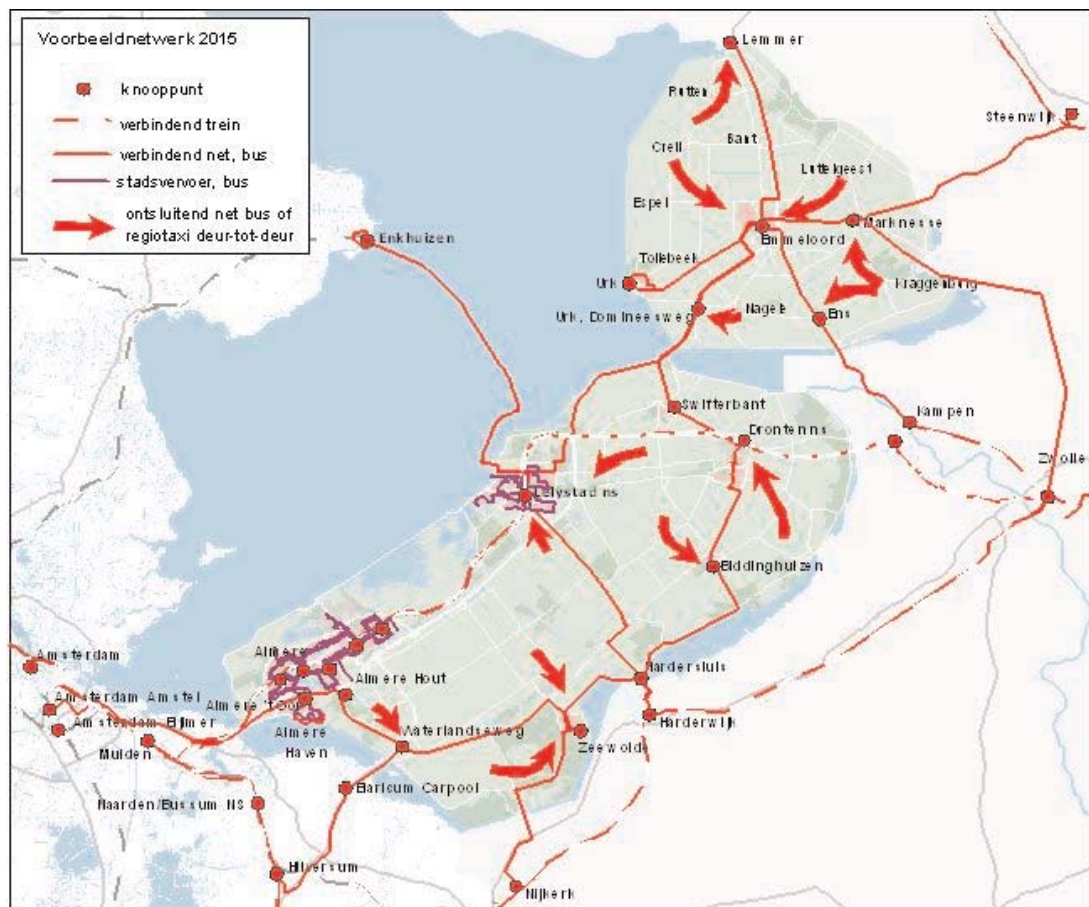 Voorbeeldnetwerk 2015
knooppunt
verbindend trein
verbindend net, bus
stadsvervoer, bus
ontsluitend net bus of
regiotaxi deur-tot-deur
Lemmer
Rutten
Steenwijk
Bant
Creil
Luttelgeest
Espel
Marknesse
Enkhuizen
Emmeloord
Tollebeek
Urk
Kraggenburg
Nagele
Urk, Domineesweg
Ens
Swifterbant
Kampen
Dronten ns
Zwolle
Lelystad ns
Biddinghuizen
Almere
Amsterdam
Almere Hout
Hardersluis
Amsterdam Amstel
Almere 't Oor
Amsterdam Bijlmer
Almere
Haven
Waterlandseweg
Harderwijk
Zeewolde
Muiden
Blaricum Carpool
Naarden/Bussum NS
Hilversum
Nijkerk